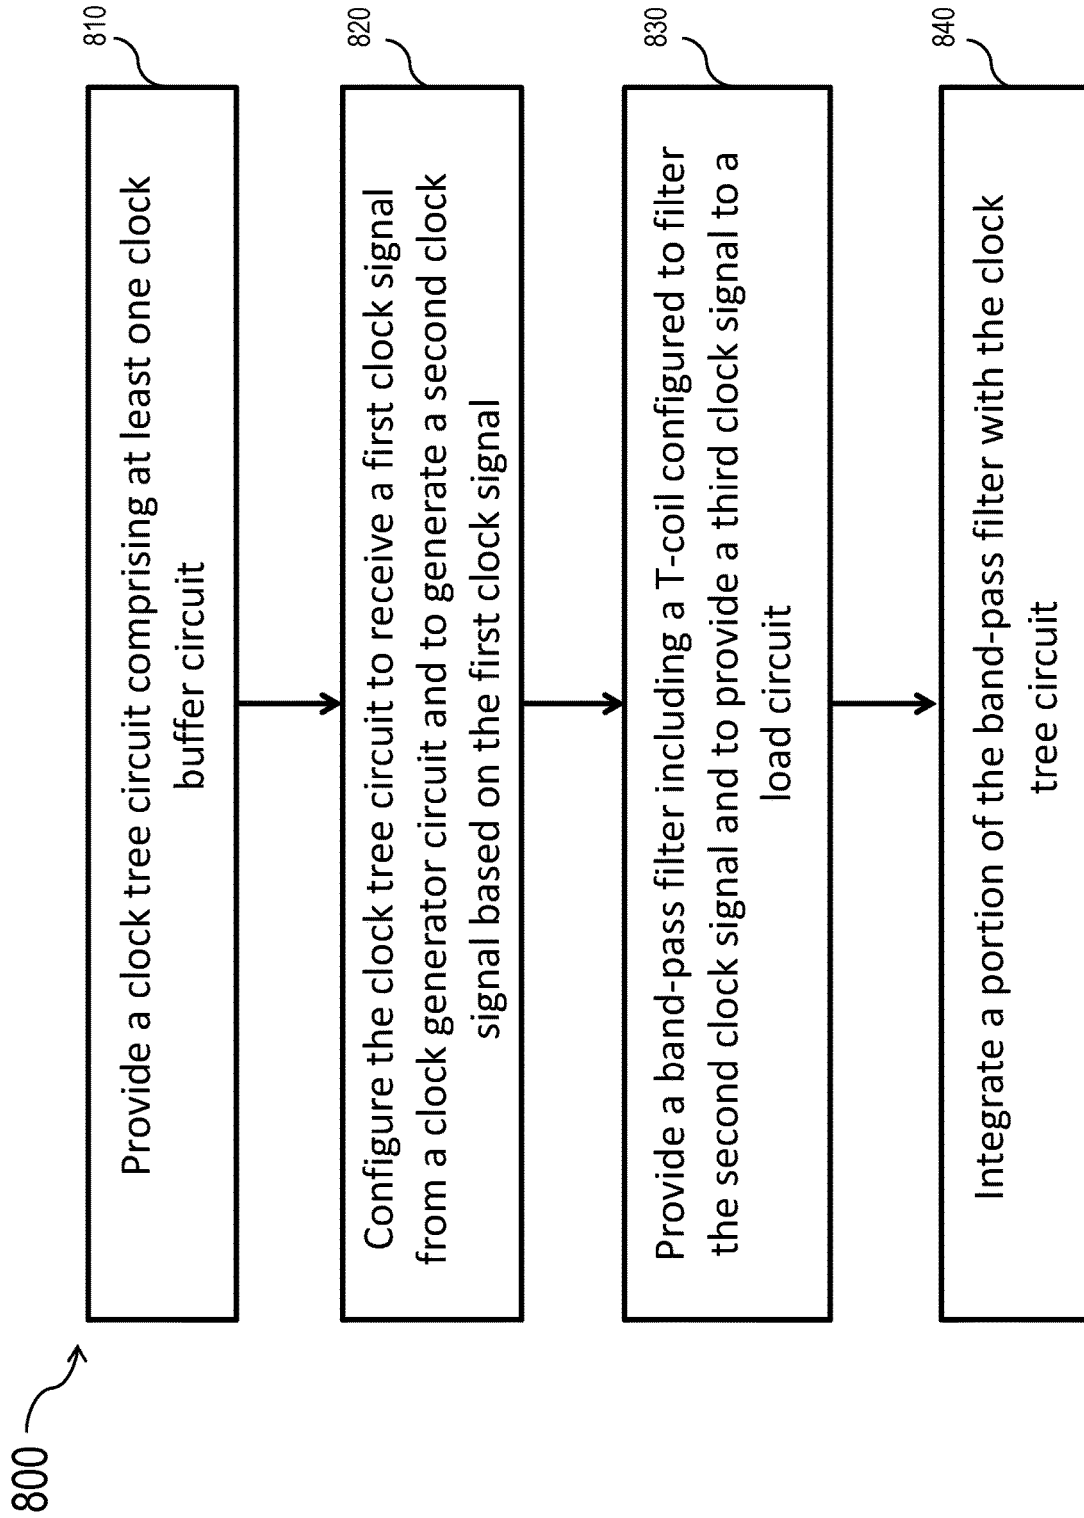 800
810
Provide a clock tree circuit comprising at least one clock
buffer circuit
820
Configure the clock tree circuit to receive a first clock signal
from a clock generator circuit and to generate a second clock
signal based on the first clock signal
830
Provide a band-pass filter including a T-coil configured to filter
the second clock signal and to provide a third clock signal to a
load circuit
840
Integrate a portion of the band-pass filter with the clock
tree circuit